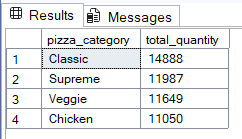 Results Messages
pizza_category total_quantity
1 Classic 14888
2 Supreme 11987
3 Veggie 11649
4 Chicken 11050